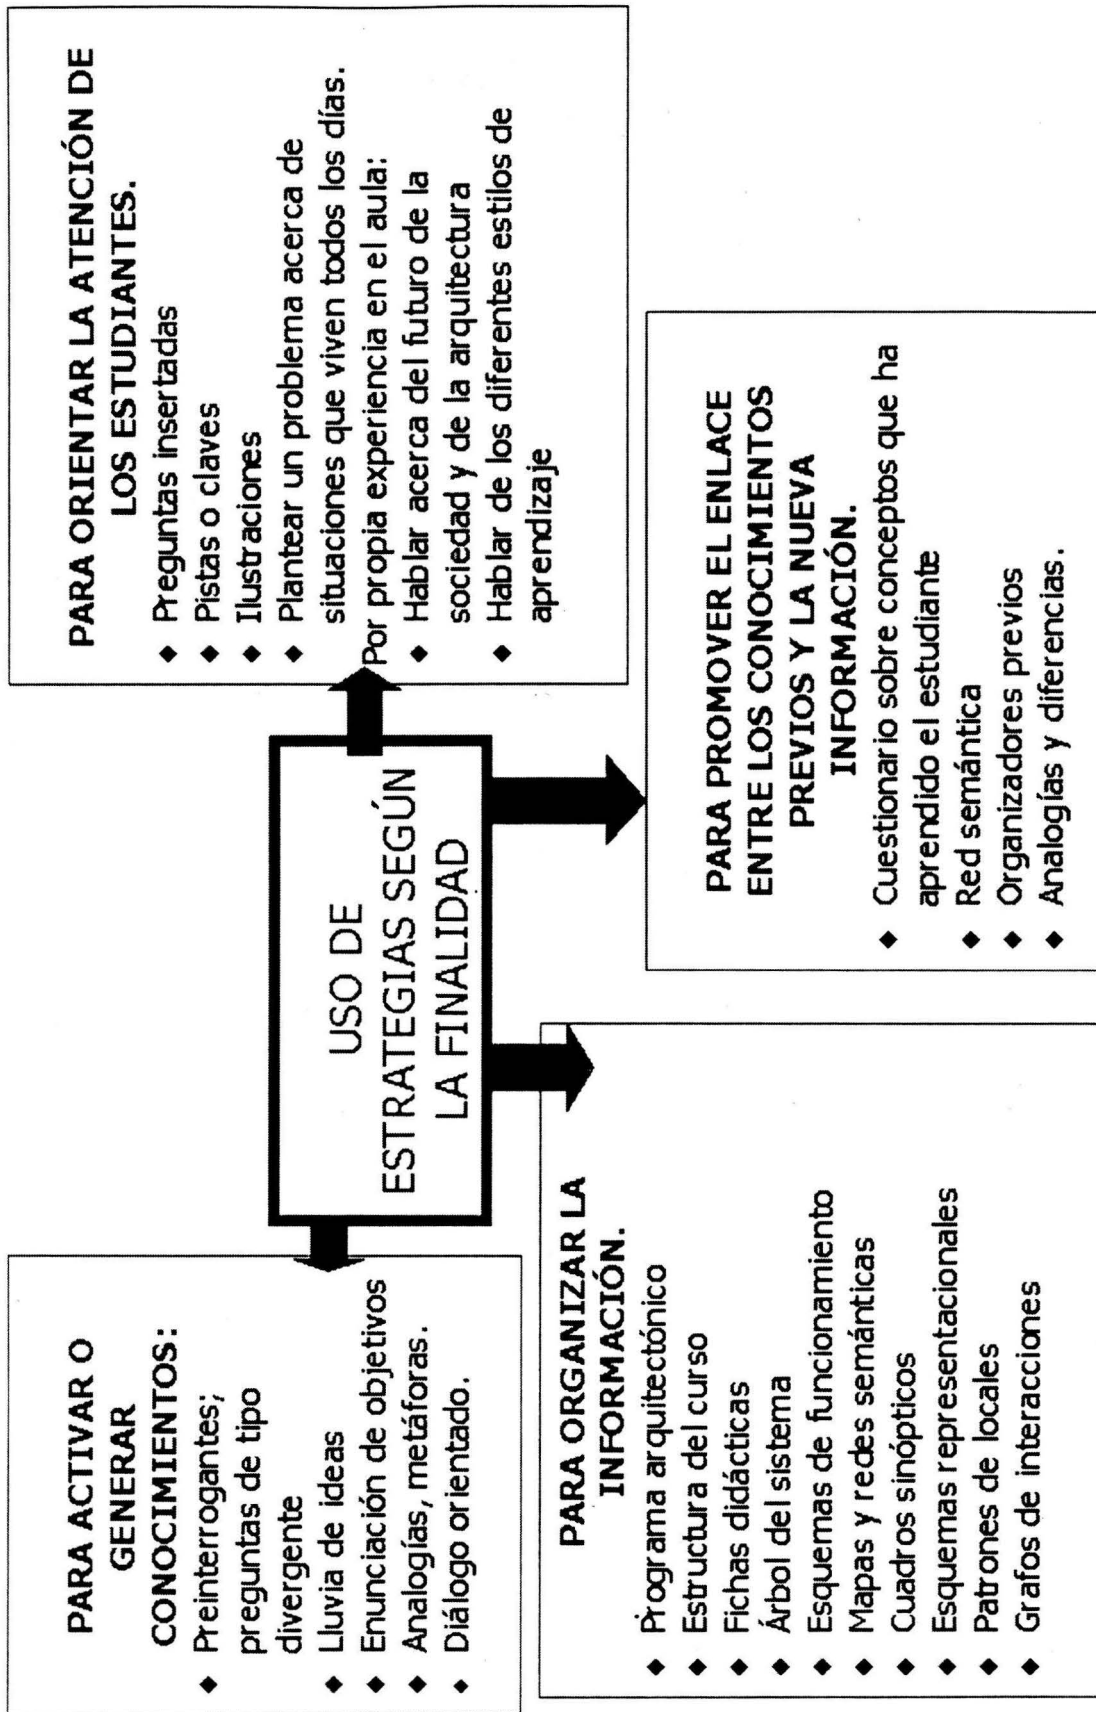 PARA ACTIVAR O
GENERAR
CONOCIMIENTOS:
◆ Preinterrogantes;
preguntas de tipo
divergente
◆ Lluvia de ideas
◆ Enunciación de objetivos
◆ Analogías, metáforas.
◆ Diálogo orientado.
USO DE
ESTRATEGIAS SEGÚN
LA FINALIDAD
PARA ORIENTAR LA ATENCIÓN DE
LOS ESTUDIANTES.
◆ Preguntas insertadas
◆ Pistas o claves
◆ Ilustraciones
◆ Plantear un problema acerca de
situaciones que viven todos los días.
Por propia experiencia en el aula:
◆ Hablar acerca del futuro de la
sociedad y de la arquitectura
◆ Hablar de los diferentes estilos de
aprendizaje
PARA ORGANIZAR LA
INFORMACIÓN.
◆ Programa arquitectónico
◆ Estructura del curso
◆ Fichas didácticas
◆ Árbol del sistema
◆ Esquemas de funcionamiento
◆ Mapas y redes semánticas
◆ Cuadros sinópticos
◆ Esquemas representacionales
◆ Patrones de locales
◆ Grafos de interacciones
PARA PROMOVER EL ENLACE
ENTRE LOS CONOCIMIENTOS
PREVIOS Y LA NUEVA
INFORMACIÓN.
◆ Cuestionario sobre conceptos que ha
aprendido el estudiante
◆ Red semántica
◆ Organizadores previos
◆ Analogías y diferencias.